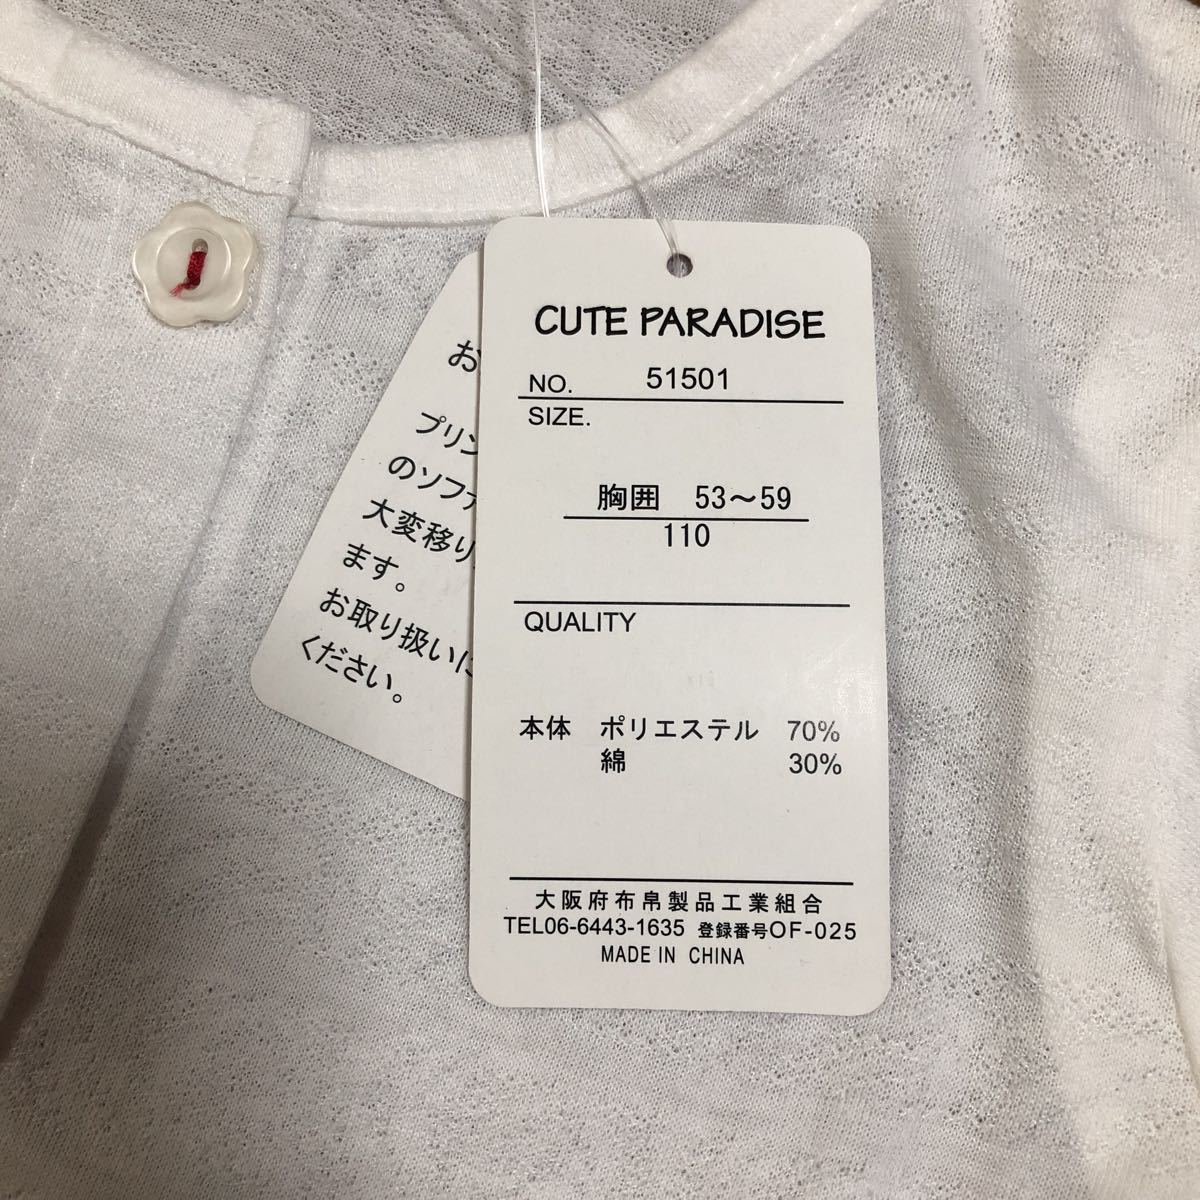 CUTE PARADISE
NO. 51501
SIZE.
胸囲 53〜59
110
QUALITY
本体 ポリエステル 70%
綿 30%
大阪府布帛製品工業組合
TEL06-6443-1635 登録番号OF-025
MADE IN CHINA
お
プリン
のソファ
大変移り
ます。
お取り扱いに
ください。